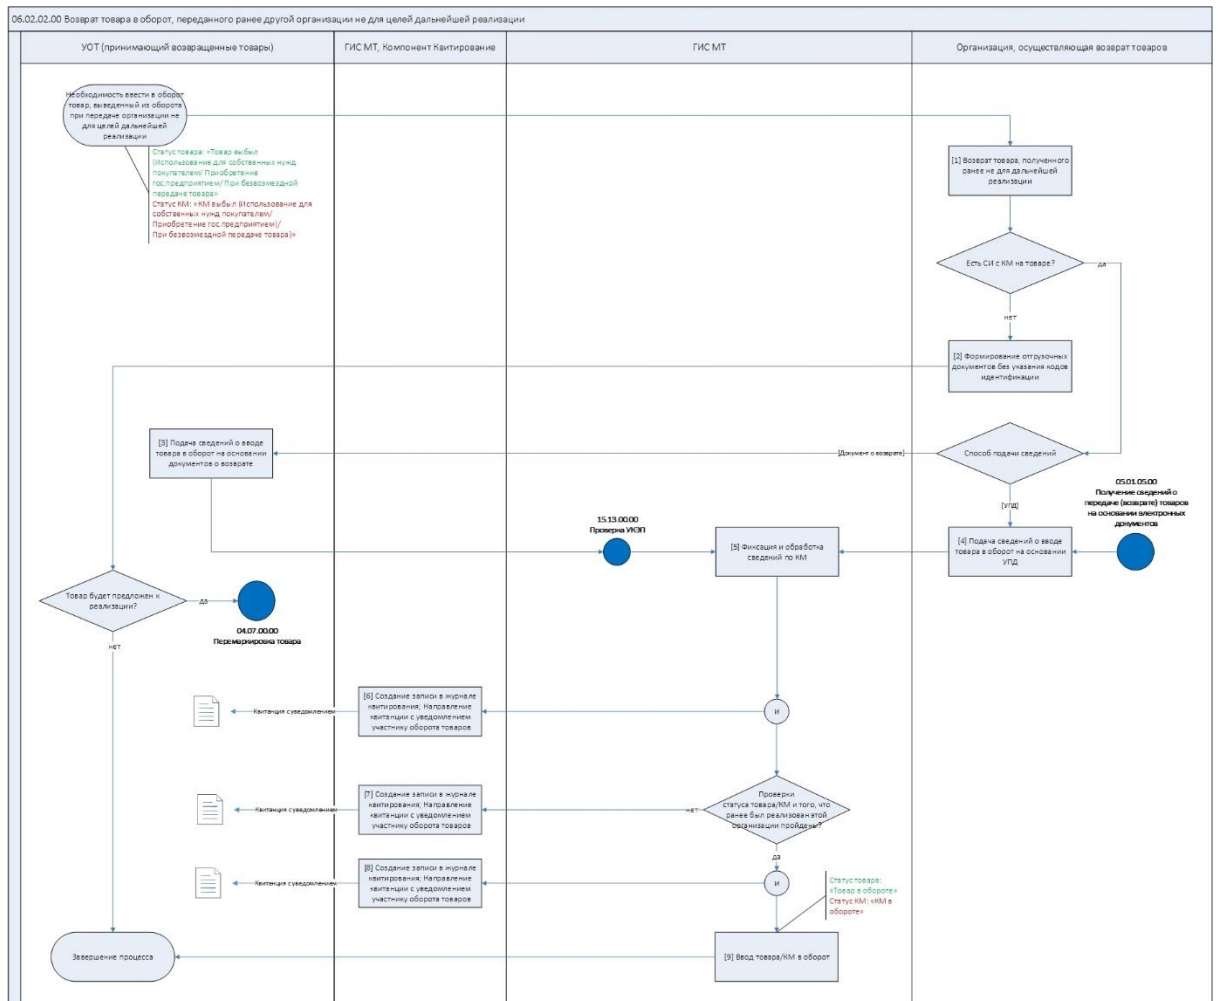 06.02.02.00 Возврат товара в оборот, переданного ранее другой организации не для целей дальнейшей реализации
УОТ (принимающий возвращенные товары)
ГИС МТ, Компонент Квитирование
ГИС МТ
Организация, осуществляющая возврат товаров
Необходимость ввести в оборот
товар, выведенный из оборота
при передаче организации не
для целей дальнейшей
реализации
Статус товара: «Товар выбыл
(Использование для собственных нужд
покупателем/ Приобретение
гос.предприятием/ При безвозмездной
передаче товара»
Статус КМ: «КМ выбыл (Использование для
собственных нужд покупателем/
Приобретение гос.предприятием)/
При безвозмездной передаче товара)»
[1] Возврат товара, полученного
ранее не для дальнейшей
реализации
Есть СИ с КМ на товаре?
да
нет
[2] Формирование отгрузочных
документов без указания кодов
идентификации
[3] Подача сведений о вводе
товара в оборот на основании
документов о возврате
[Документ о возврате]
Способ подачи сведений
[УПД]
05.01.05.00
Получение сведений о
передаче (возврате) товаров
на основании электронных
документов
15.13.00.00
Проверка УКЭП
[5] Фиксация и обработка
сведений по КМ
[4] Подача сведений о вводе
товара в оборот на основании
УПД
Товар будет предложен к
реализации?
да
04.07.00.00
Перемаркировка товара
нет
Квитанция с уведомлением
[6] Создание записи в журнале
квитирования; Направление
квитанции с уведомлением
участнику оборота товаров
и
Квитанция с уведомлением
[7] Создание записи в журнале
квитирования; Направление
квитанции с уведомлением
участнику оборота товаров
нет
Проверки
статуса товара/КМ и того, что
ранее был реализован этой
организации пройдены?
да
Квитанция с уведомлением
[8] Создание записи в журнале
квитирования; Направление
квитанции с уведомлением
участнику оборота товаров
и
Статус товара:
«Товар в обороте»
Статус КМ: «КМ в
обороте»
Завершение процесса
[9] Ввод товара/КМ в оборот